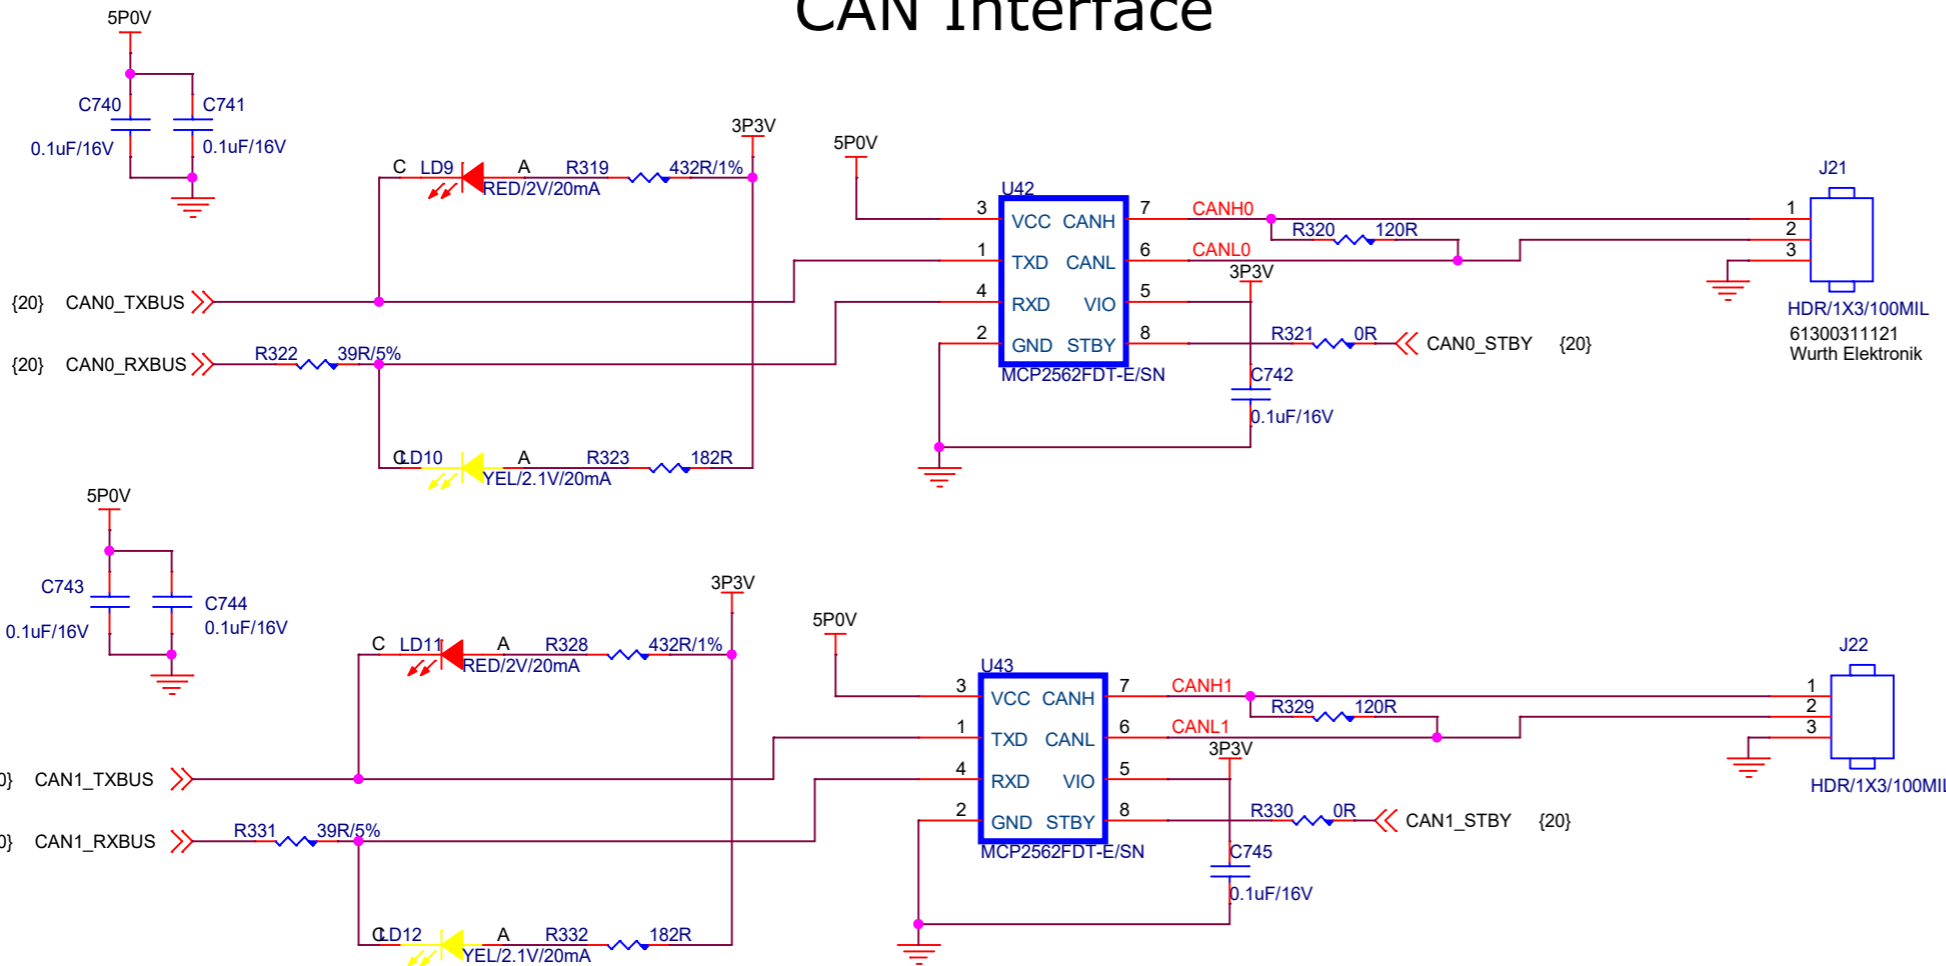 CAN Interface
5P0V
C740
C741
0.1uF/16V
0.1uF/16V
3P3V
C
LD9
A
R319
432R/1%
RED/2V/20mA
5P0V
U42
3
VCC
CANH
7
CANH0
1
TXD
CANL
6
CANL0
4
RXD
VIO
5
3P3V
2
GND
STBY
8
MCP2562FDT-E/SN
R320
120R
R321
0R
CAN0_STBY
{20}
C742
0.1uF/16V
J21
1
2
3
HDR/1X3/100MIL
61300311121
Wurth Elektronik
{20}
CAN0_TXBUS
{20}
CAN0_RXBUS
R322
39R/5%
C
LD10
A
R323
182R
YEL/2.1V/20mA
5P0V
C743
C744
0.1uF/16V
0.1uF/16V
3P3V
C
LD11
A
R328
432R/1%
RED/2V/20mA
5P0V
U43
3
VCC
CANH
7
CANH1
1
TXD
CANL
6
CANL1
4
RXD
VIO
5
3P3V
2
GND
STBY
8
MCP2562FDT-E/SN
R329
120R
R330
0R
CAN1_STBY
{20}
C745
0.1uF/16V
J22
1
2
3
HDR/1X3/100MIL
0}
CAN1_TXBUS
0}
CAN1_RXBUS
R331
39R/5%
C
LD12
A
R332
182R
YEL/2.1V/20mA